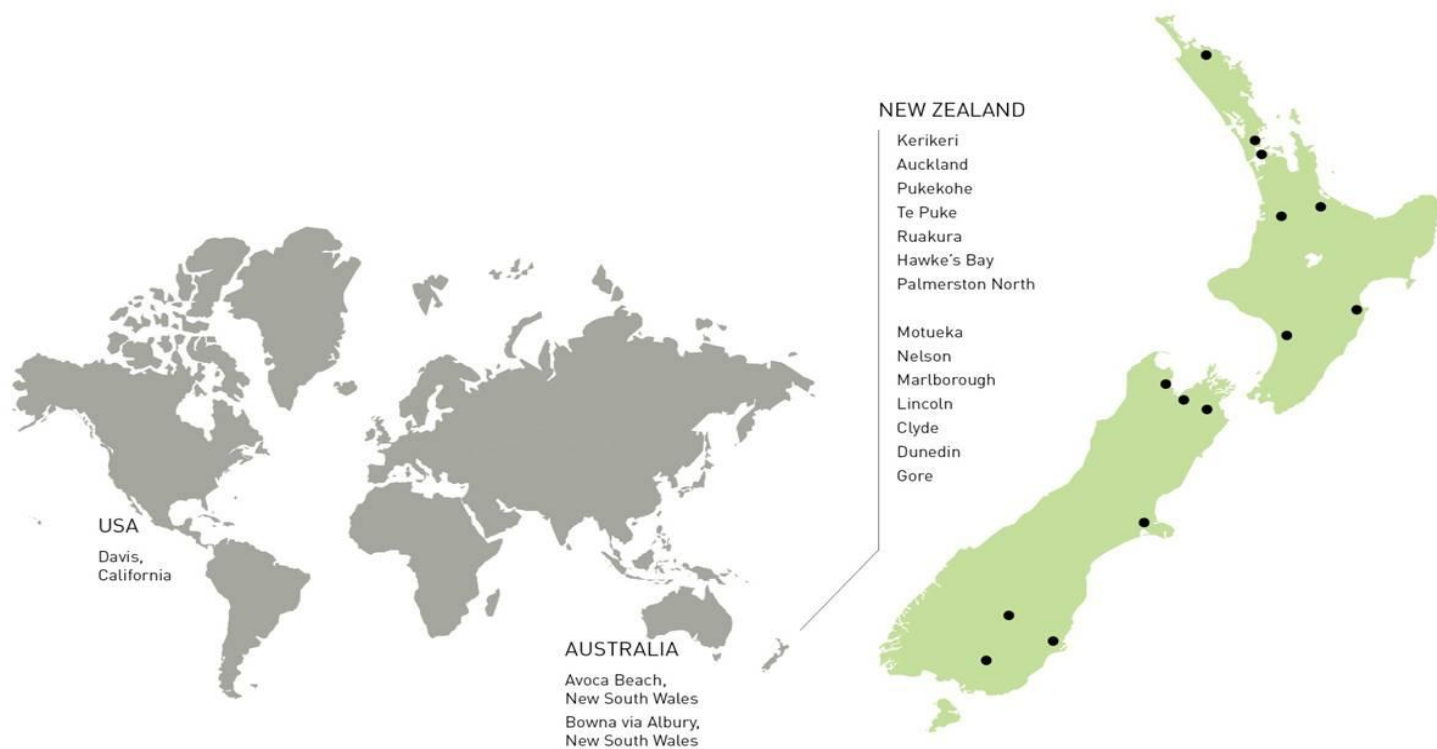 NEW ZEALAND
Kerikeri
Auckland
Pukekohe
Te Puke
Ruakura
Hawke's Bay
Palmerston North
Motueka
Nelson
Marlborough
Lincoln
Clyde
Dunedin
Gore
USA
Davis,
California
AUSTRALIA
Avoca Beach,
New South Wales
Bowna via Albury,
New South Wales